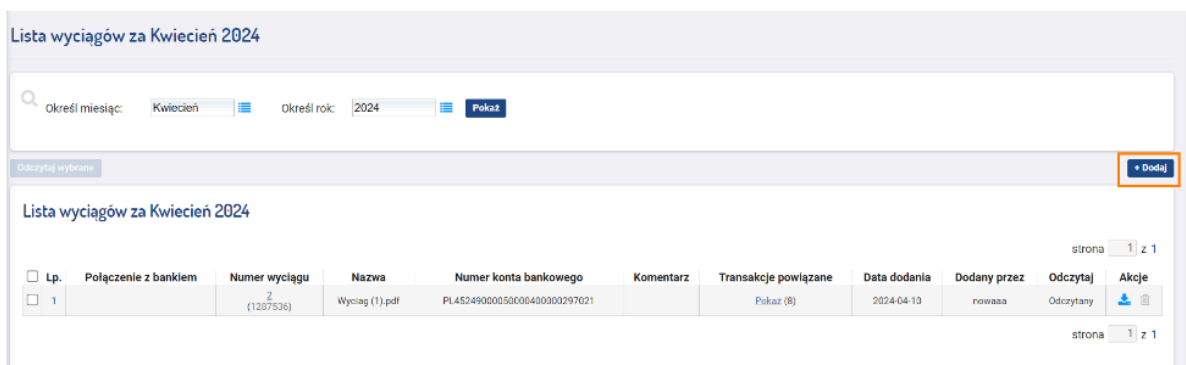 Lista wyciągów za Kwiecień 2024
Określ miesiąc: Kwiecień Określ rok: 2024 Pokaż
Odczytaj wybrane + Dodaj
Lista wyciągów za Kwiecień 2024
strona 1 z 1
Lp. Połączenie z bankiem Numer wyciągu Nazwa Numer konta bankowego Komentarz Transakcje powiązane Data dodania Dodany przez Odczytaj Akcje
1 2 Wyciag (1).pdf PL45249000050000400000297021 Pokaż (8) 2024-04-10 nowaaa Odczytany
(1287536)
strona 1 z 1